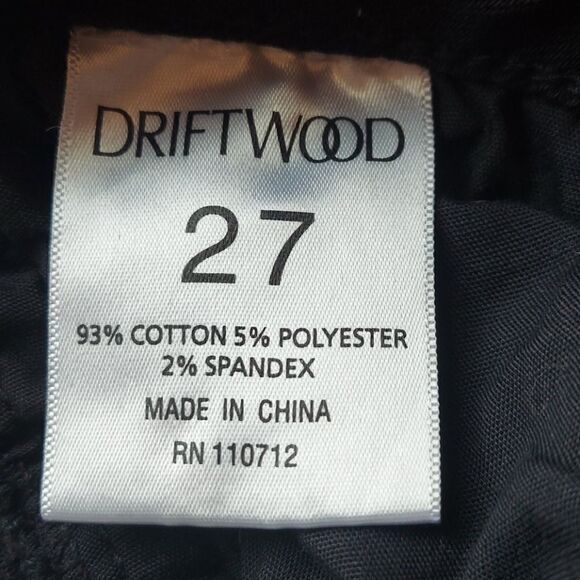 DRIFTWOOD
27
93% COTTON 5% POLYESTER
2% SPANDEX
MADE IN CHINA
RN 110712